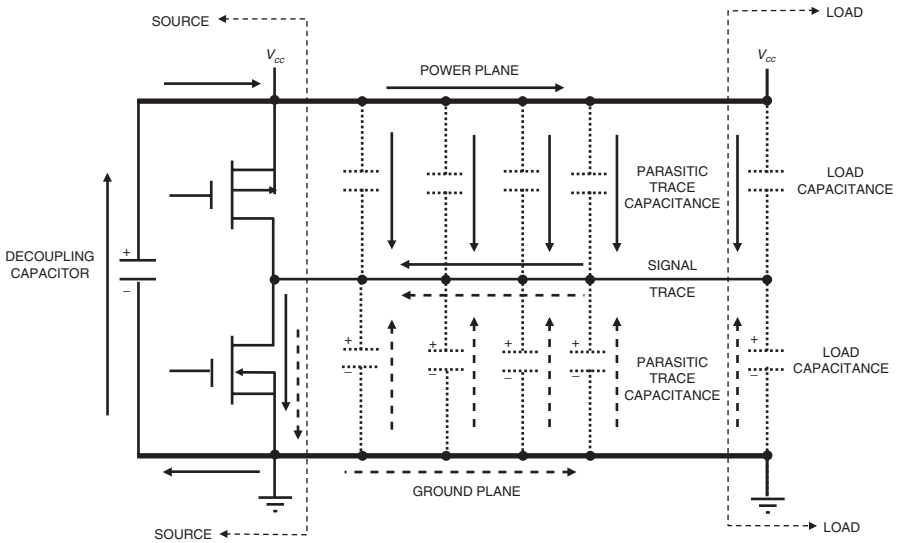 SOURCE
LOAD
Vcc
Vcc
POWER PLANE
PARASITIC
TRACE
CAPACITANCE
LOAD
CAPACITANCE
DECOUPLING
CAPACITOR
+
–
SIGNAL
TRACE
+
–
+
–
+
–
+
–
+
–
PARASITIC
TRACE
CAPACITANCE
LOAD
CAPACITANCE
GROUND PLANE
SOURCE
LOAD